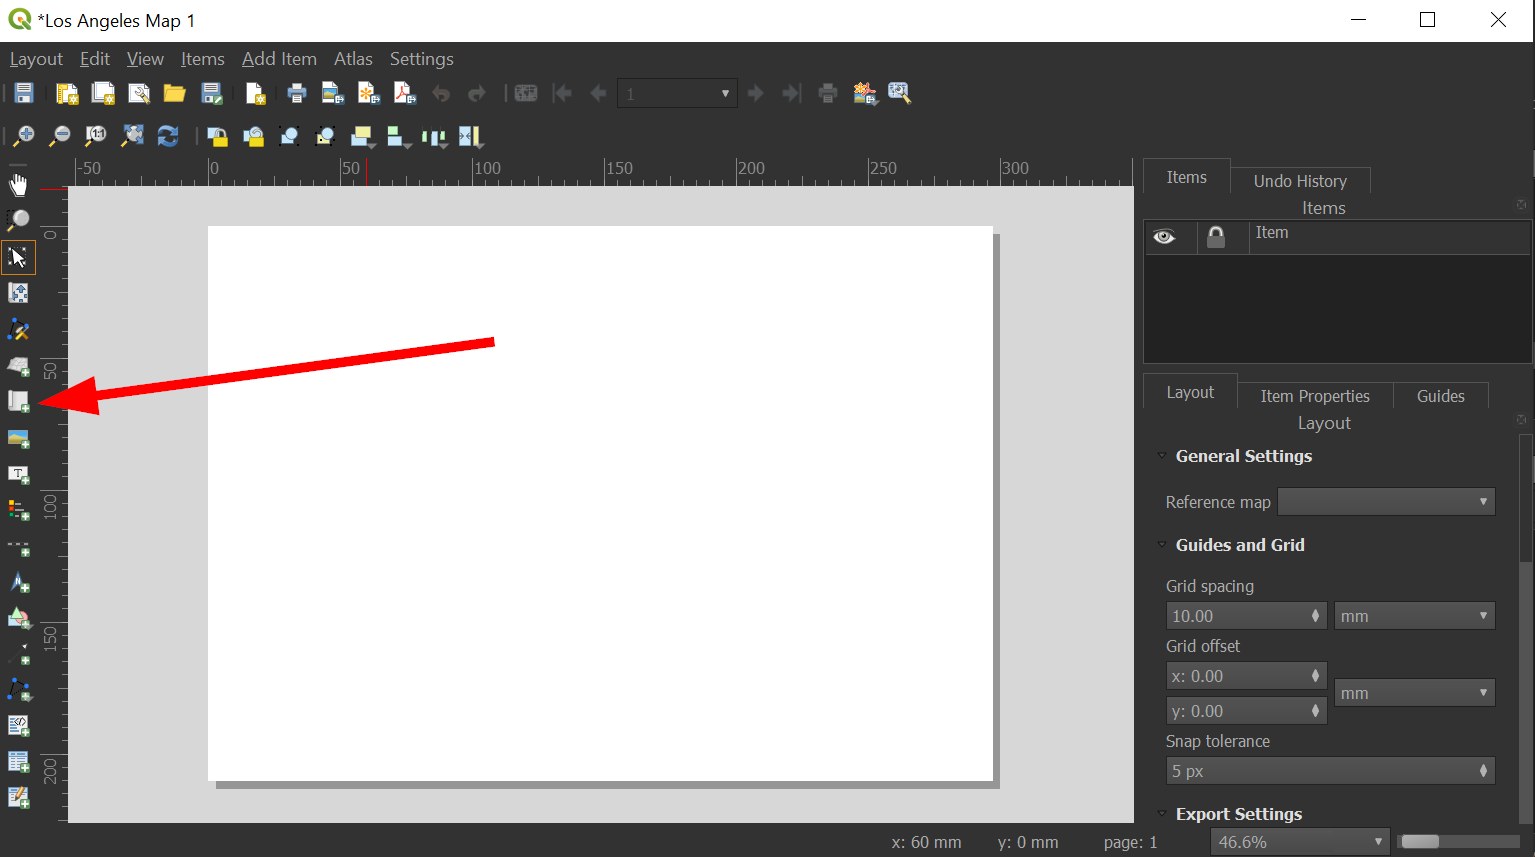 *Los Angeles Map 1
Layout Edit View Items Add Item Atlas Settings
1
1:1
-50 0 50 100 150 200 250 300
0
50
100
150
200
T
N
Items Undo History
Items
Item
Layout Item Properties Guides
Layout
General Settings
Reference map
Guides and Grid
Grid spacing
10.00 mm
Grid offset
x: 0.00
mm
y: 0.00
Snap tolerance
5 px
Export Settings
x: 60 mm y: 0 mm page: 1 46.6%